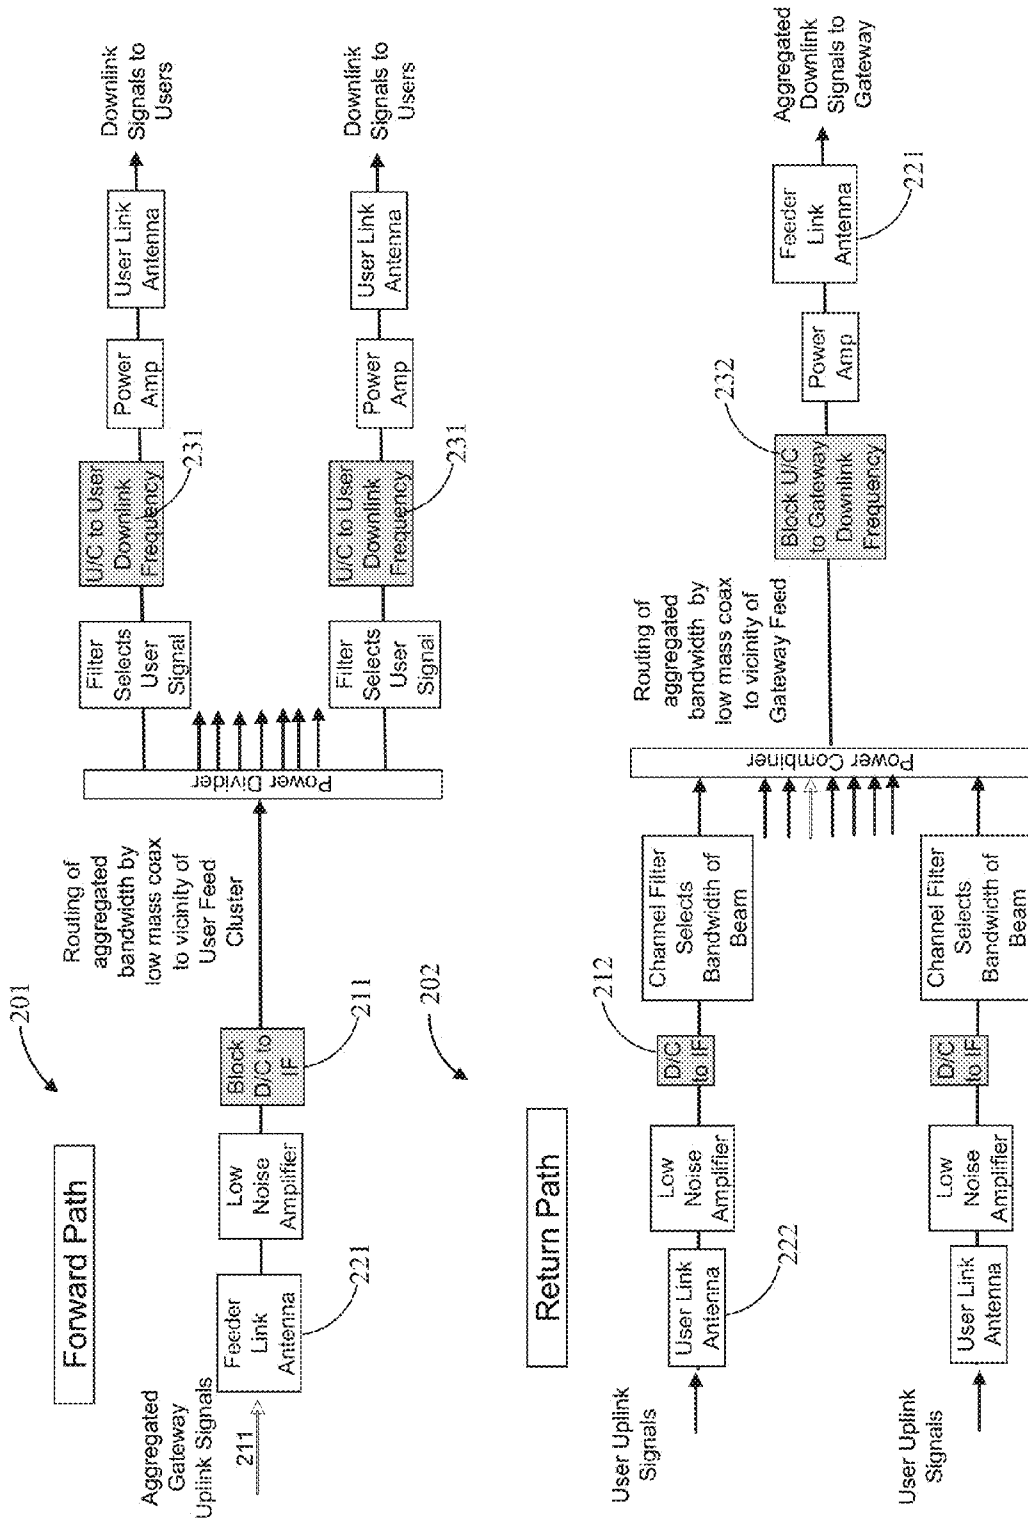 Forward Path
201
Aggregated
Gateway
Uplink Signals
211
Feeder
Link
Antenna
221
Low
Noise
Amplifier
Block
D/C to
IF
211
Routing of
aggregated
bandwidth by
low mass coax
to vicinity of
User Feed
Cluster
Power Divider
Filter
Selects
User
Signal
U/C to User
Downlink
Frequency
231
Power
Amp
User Link
Antenna
Downlink
Signals to
Users
Filter
Selects
User
Signal
U/C to User
Downlink
Frequency
231
Power
Amp
User Link
Antenna
Downlink
Signals to
Users
Return Path
202
User Uplink
Signals
User Link
Antenna
222
Low
Noise
Amplifier
D/C
to IF
212
Channel Filter
Selects
Bandwidth of
Beam
User Uplink
Signals
User Link
Antenna
Low
Noise
Amplifier
D/C
to IF
Channel Filter
Selects
Bandwidth of
Beam
Power Combiner
Routing of
aggregated
bandwidth by
low mass coax
to vicinity of
Gateway Feed
Block U/C
to Gateway
Downlink
Frequency
232
Power
Amp
Feeder
Link
Antenna
221
Aggregated
Downlink
Signals to
Gateway